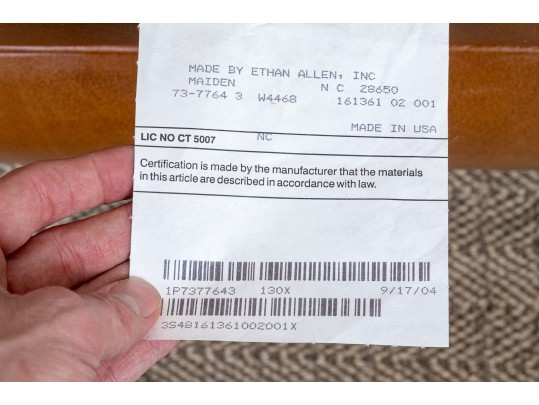 MADE BY ETHAN ALLEN, INC
MAIDEN N C 28650
73-7764 3 W4468 161361 02 001
MADE IN USA
LIC NO CT 5007 NC
Certification is made by the manufacturer that the materials
in this article are described in accordance with law.
1P7377643 130X 9/17/04
3S48161361002001X